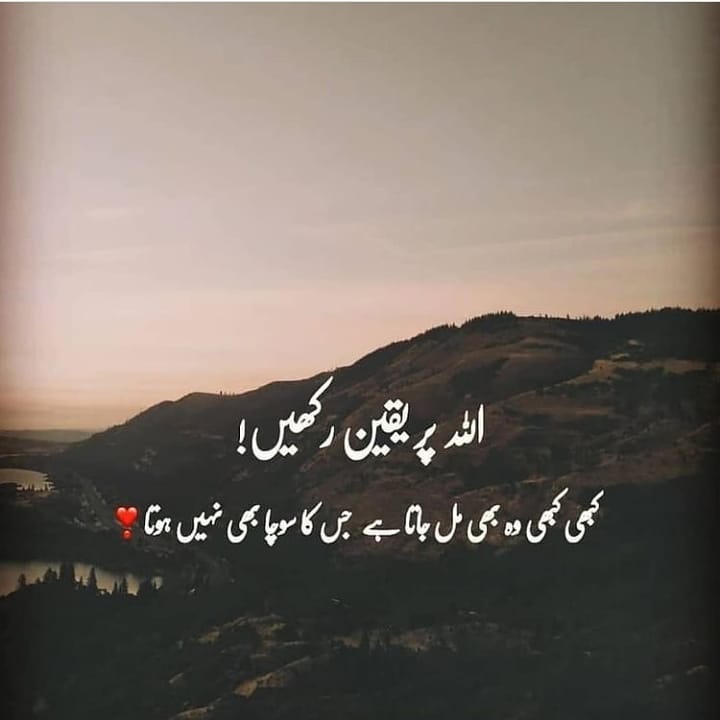 اللہ پر یقین رکھیں!
کبھی کبھی وہ بھی مل جاتا ہے جس کا سوچا بھی نہیں ہوتا❣️